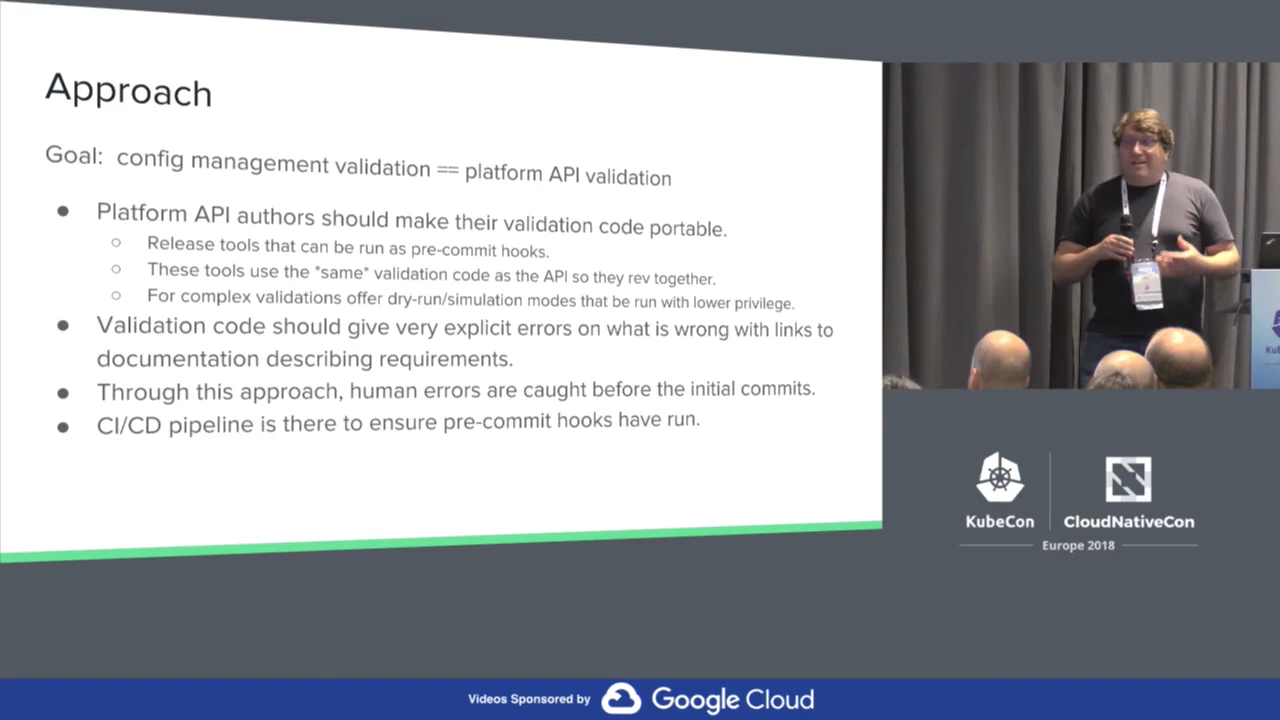 Approach
Goal: config management validation == platform API validation
● Platform API authors should make their validation code portable.
○ Release tools that can be run as pre-commit hooks.
○ These tools use the *same* validation code as the API so they rev together.
○ For complex validations offer dry-run/simulation modes that be run with lower privilege.
● Validation code should give very explicit errors on what is wrong with links to
documentation describing requirements.
● Through this approach, human errors are caught before the initial commits.
● CI/CD pipeline is there to ensure pre-commit hooks have run.
KubeCon
CloudNativeCon
Europe 2018
Videos Sponsored by Google Cloud